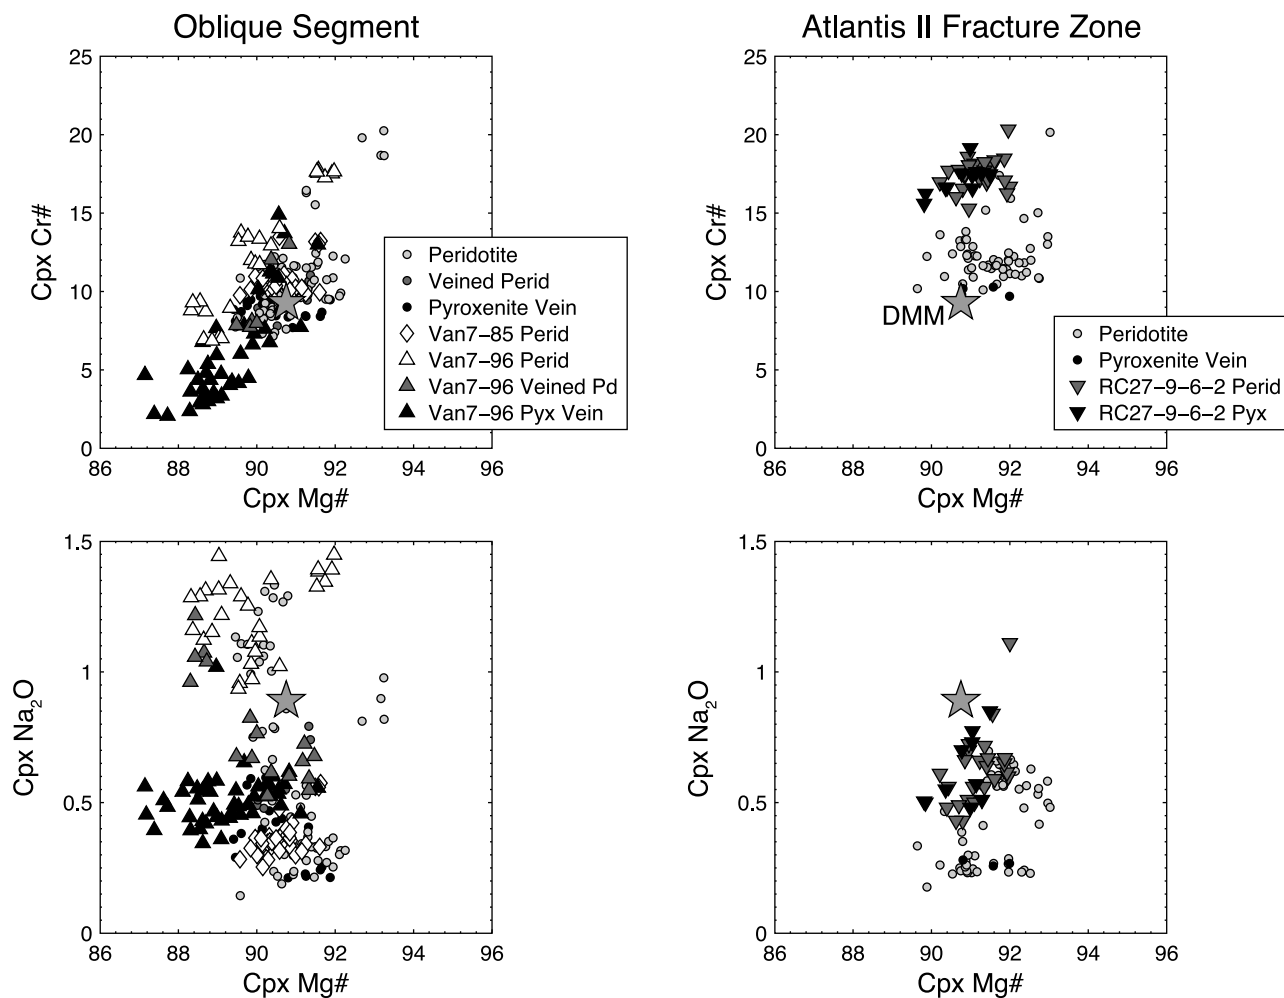 Oblique Segment
Atlantis II Fracture Zone
25
20
15
10
5
0
Cpx Cr#
86 88 90 92 94 96
Cpx Mg#
Peridotite
Veined Perid
Pyroxenite Vein
Van7-85 Perid
Van7-96 Perid
Van7-96 Veined Pd
Van7-96 Pyx Vein
25
20
15
10
5
0
Cpx Cr#
DMM
86 88 90 92 94 96
Cpx Mg#
Peridotite
Pyroxenite Vein
RC27-9-6-2 Perid
RC27-9-6-2 Pyx
1.5
1
0.5
0
Cpx Na₂O
86 88 90 92 94 96
Cpx Mg#
1.5
1
0.5
0
Cpx Na₂O
86 88 90 92 94 96
Cpx Mg#